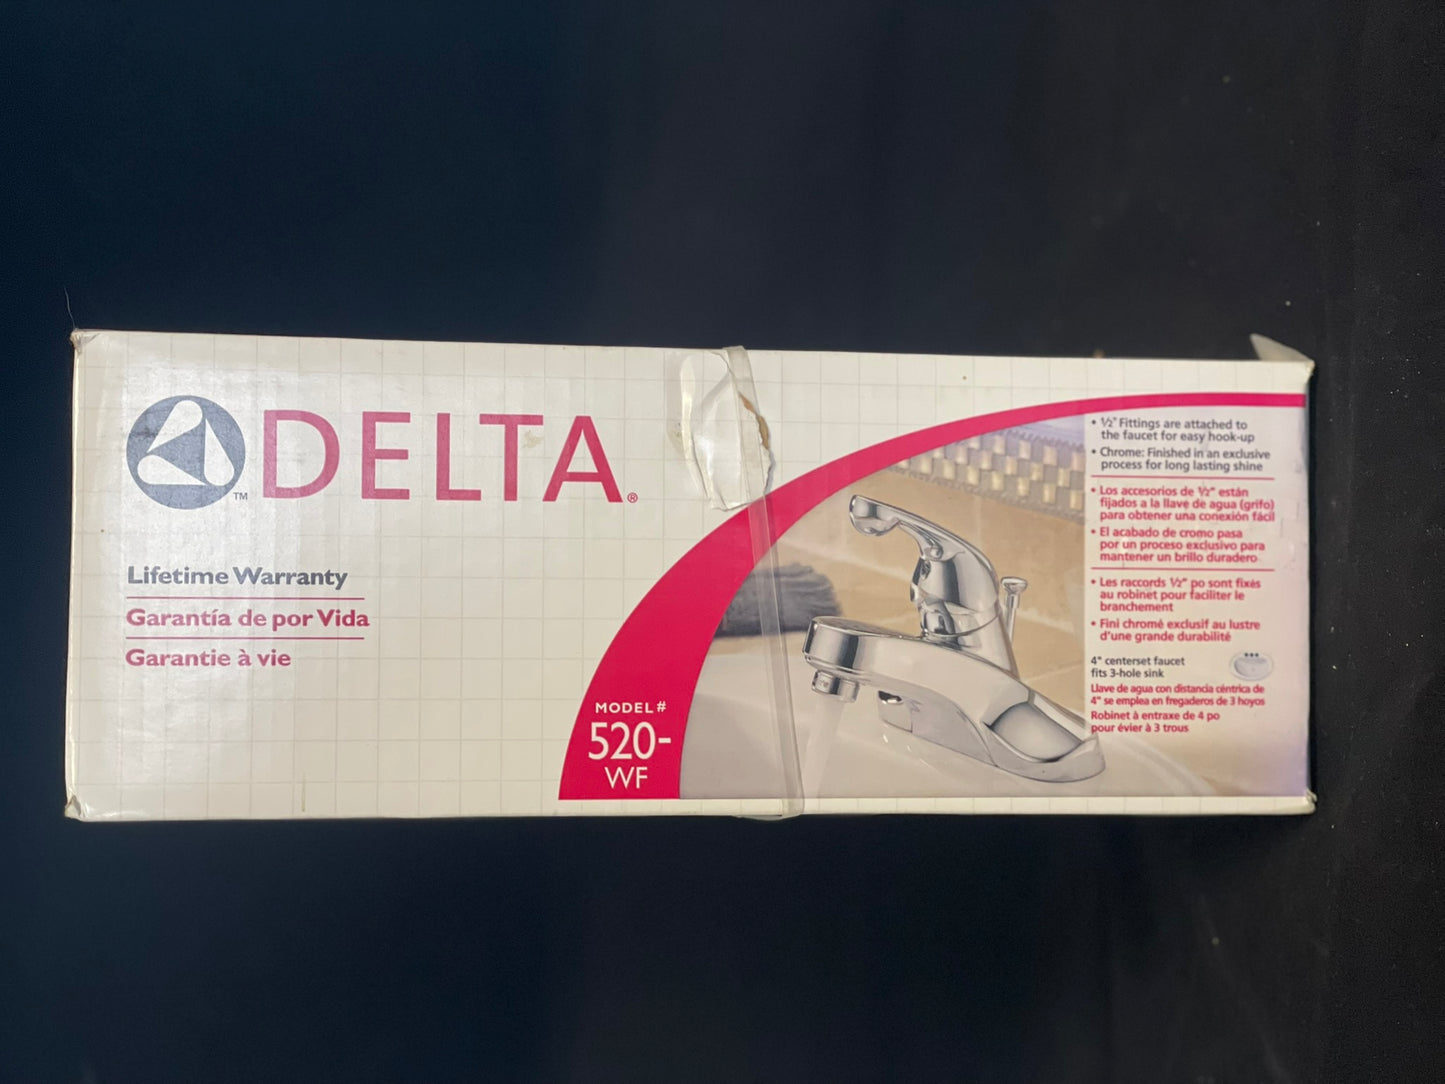 DELTA®
™
Lifetime Warranty
Garantía de por Vida
Garantie à vie
MODEL#
520-
WF
• ½" Fittings are attached to
the faucet for easy hook-up
• Chrome: Finished in an exclusive
process for long lasting shine
• Los accesorios de ½" están
fijados a la llave de agua (grifo)
para obtener una conexión fácil
• El acabado de cromo pasa
por un proceso exclusivo para
mantener un brillo duradero
• Les raccords ½" po sont fixés
au robinet pour faciliter le
branchement
• Fini chromé exclusif au lustre
d'une grande durabilité
4" centerset faucet
fits 3-hole sink
Llave de agua con distancia céntrica de
4" se emplea en fregaderos de 3 hoyos
Robinet à entraxe de 4 po
pour évier à 3 trous